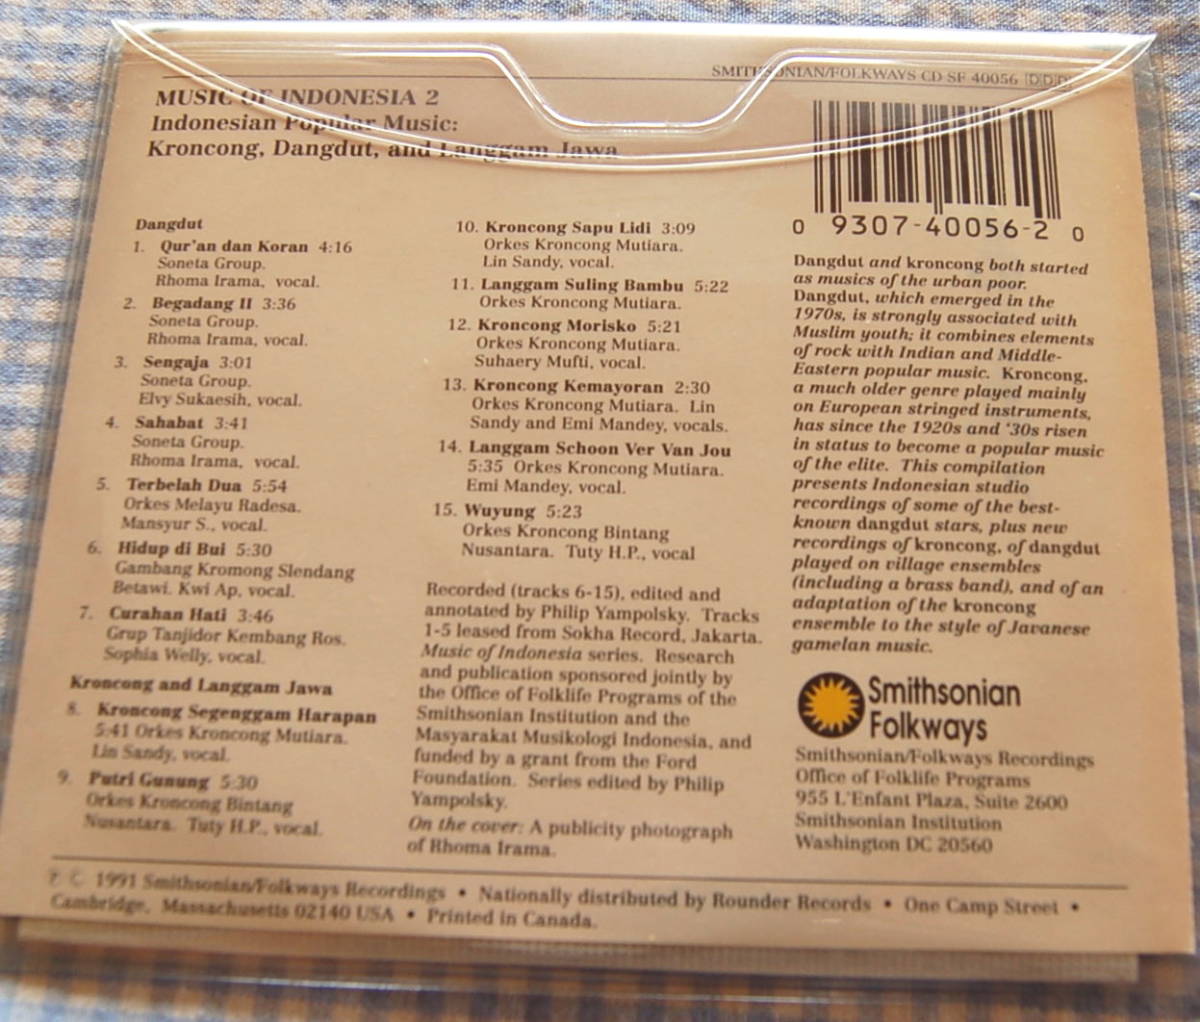 SMITHSONIAN/FOLKWAYS CD SF 40056 DDD
MUSIC OF INDONESIA 2
Indonesian Popular Music:
Kroncong, Dangdut, and Langgam Jawa
0 9307-40056-2 0
Dangdut
1. Qur'an dan Koran 4:16
Soneta Group.
Rhoma Irama, vocal.
2. Begadang II 3:36
Soneta Group.
Rhoma Irama, vocal.
3. Sengaja 3:01
Soneta Group.
Elvy Sukaesih, vocal.
4. Sahabat 3:41
Soneta Group.
Rhoma Irama, vocal.
5. Terbelah Dua 5:54
Orkes Melayu Radesa.
Mansyur S., vocal.
6. Hidup di Bui 5:30
Gambang Kromong Slendang
Betawi. Kwi Ap, vocal.
7. Curahan Hati 3:46
Grup Tanjidor Kembang Ros.
Sophia Welly, vocal.
Kroncong and Langgam Jawa
8. Kroncong Segenggam Harapan
5:41 Orkes Kroncong Mutiara.
Lin Sandy, vocal.
9. Putri Gunung 5:30
Orkes Kroncong Bintang
Nusantara. Tuty H.P., vocal.
10. Kroncong Sapu Lidi 3:09
Orkes Kroncong Mutiara.
Lin Sandy, vocal.
11. Langgam Suling Bambu 5:22
Orkes Kroncong Mutiara.
12. Kroncong Morisko 5:21
Orkes Kroncong Mutiara.
Suhaery Mufti, vocal.
13. Kroncong Kemayoran 2:30
Orkes Kroncong Mutiara. Lin
Sandy and Emi Mandey, vocals.
14. Langgam Schoon Ver Van Jou
5:35 Orkes Kroncong Mutiara.
Emi Mandey, vocal.
15. Wuyung 5:23
Orkes Kroncong Bintang
Nusantara. Tuty H.P., vocal
Recorded (tracks 6-15), edited and
annotated by Philip Yampolsky. Tracks
1-5 leased from Sokha Record, Jakarta.
Music of Indonesia series. Research
and publication sponsored jointly by
the Office of Folklife Programs of the
Smithsonian Institution and the
Masyarakat Musikologi Indonesia, and
funded by a grant from the Ford
Foundation. Series edited by Philip
Yampolsky.
On the cover: A publicity photograph
of Rhoma Irama.
Dangdut and kroncong both started
as musics of the urban poor.
Dangdut, which emerged in the
1970s, is strongly associated with
Muslim youth; it combines elements
of rock with Indian and Middle-
Eastern popular music. Kroncong,
a much older genre played mainly
on European stringed instruments,
has since the 1920s and '30s risen
in status to become a popular music
of the elite. This compilation
presents Indonesian studio
recordings of some of the best-
known dangdut stars, plus new
recordings of kroncong, of dangdut
played on village ensembles
(including a brass band), and of an
adaptation of the kroncong
ensemble to the style of Javanese
gamelan music.
Smithsonian
Folkways
Smithsonian/Folkways Recordings
Office of Folklife Programs
955 L'Enfant Plaza, Suite 2600
Smithsonian Institution
Washington DC 20560
℗ © 1991 Smithsonian/Folkways Recordings • Nationally distributed by Rounder Records • One Camp Street •
Cambridge, Massachusetts 02140 USA • Printed in Canada.